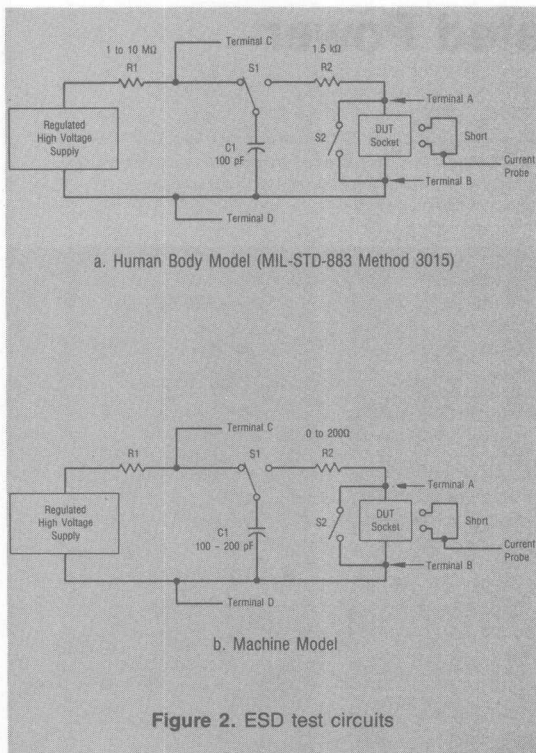 ated Power
Terminal C
1 to 10 MΩ
R1
S1
1.5 kΩ
R2
Terminal A
Regulated
High Voltage
Supply
C1
100 pF
S2
DUT
Socket
Short
Current
Probe
Terminal B
Terminal D
a. Human Body Model (MIL-STD-883 Method 3015)
Terminal C
R1
S1
0 to 200Ω
R2
Terminal A
Regulated
High Voltage
Supply
C1
100 – 200 pF
S2
DUT
Socket
Short
Current
Probe
Terminal B
Terminal D
b. Machine Model
Figure 2. ESD test circuits